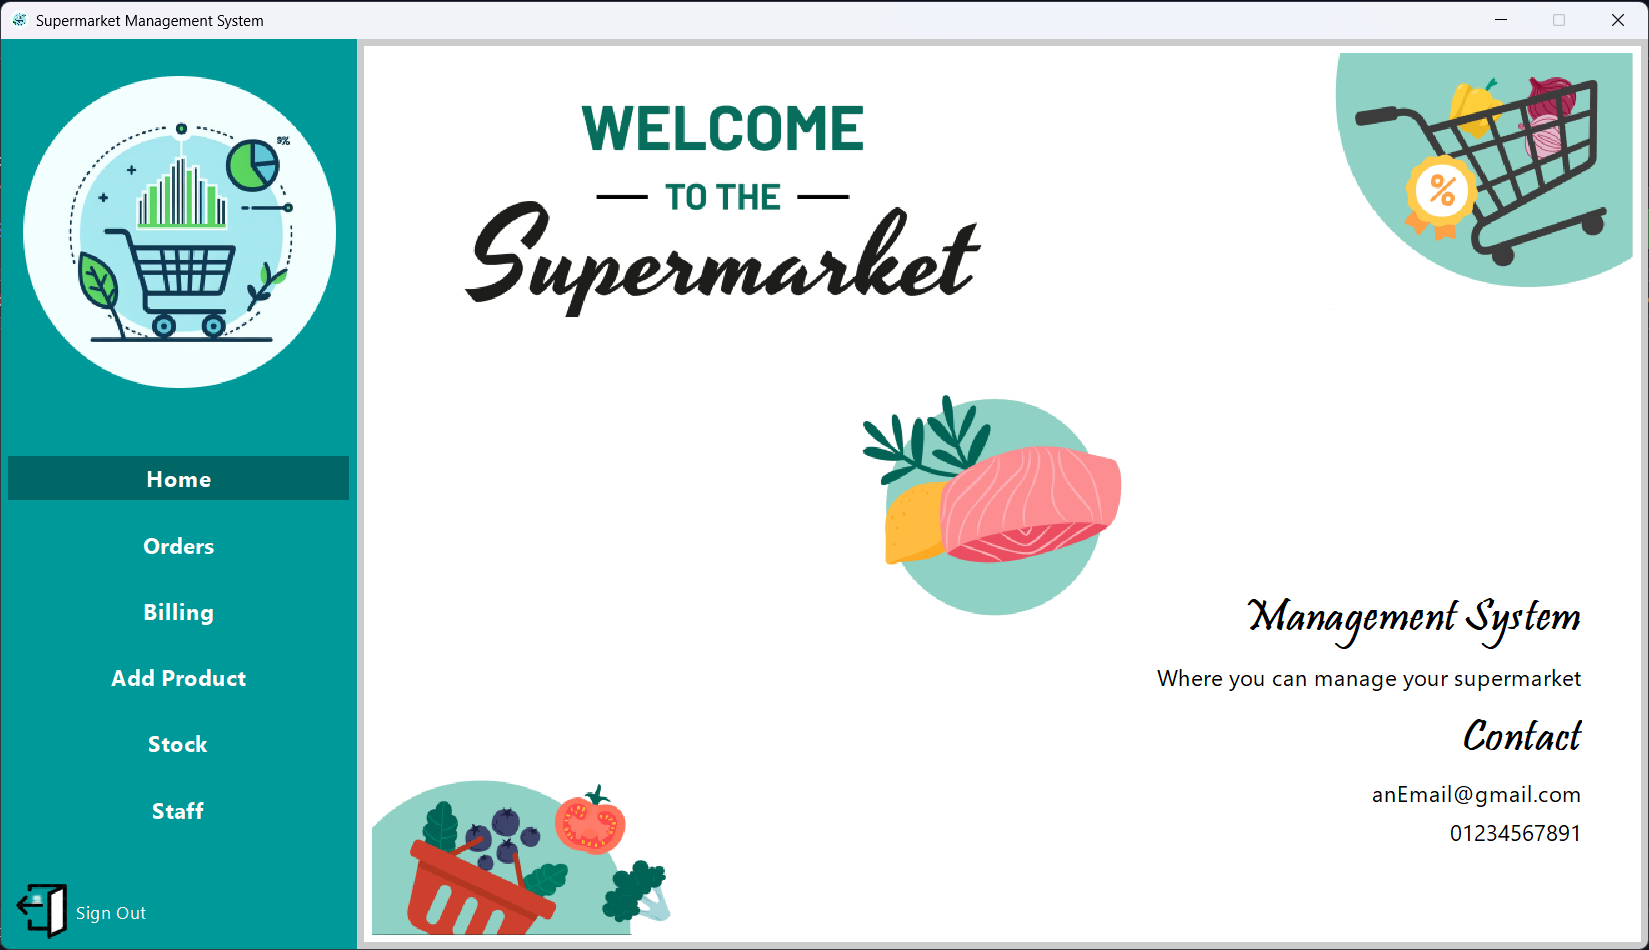 Supermarket Management System
Home
Orders
Billing
Add Product
Stock
Staff
Sign Out
WELCOME
TO THE
Supermarket
%
Management System
Where you can manage your supermarket
Contact
anEmail@gmail.com
01234567891